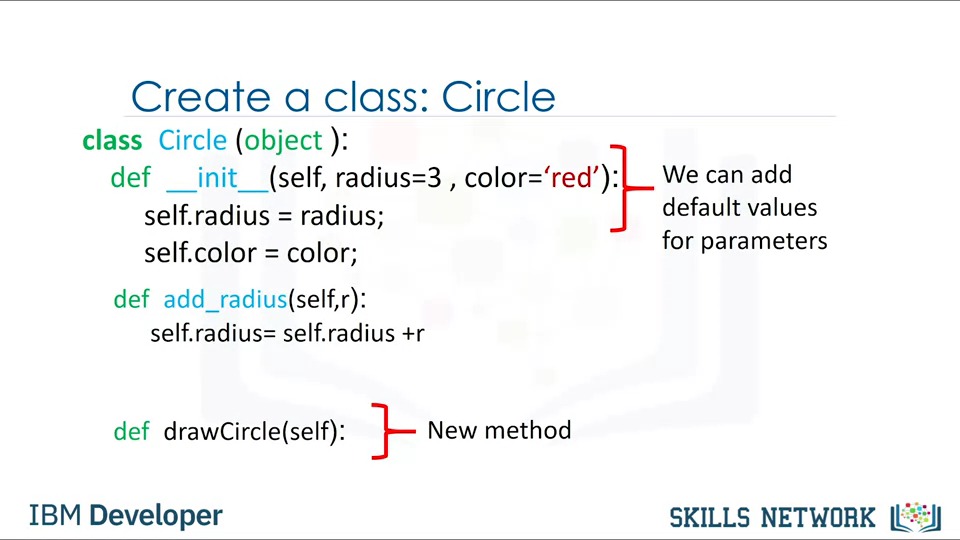 Create a class: Circle
class Circle (object ):
def __init__(self, radius=3 , color=‘red’):
self.radius = radius;
self.color = color;
We can add
default values
for parameters
def add_radius(self,r):
self.radius= self.radius +r
def drawCircle(self):
New method
IBM Developer
SKILLS NETWORK